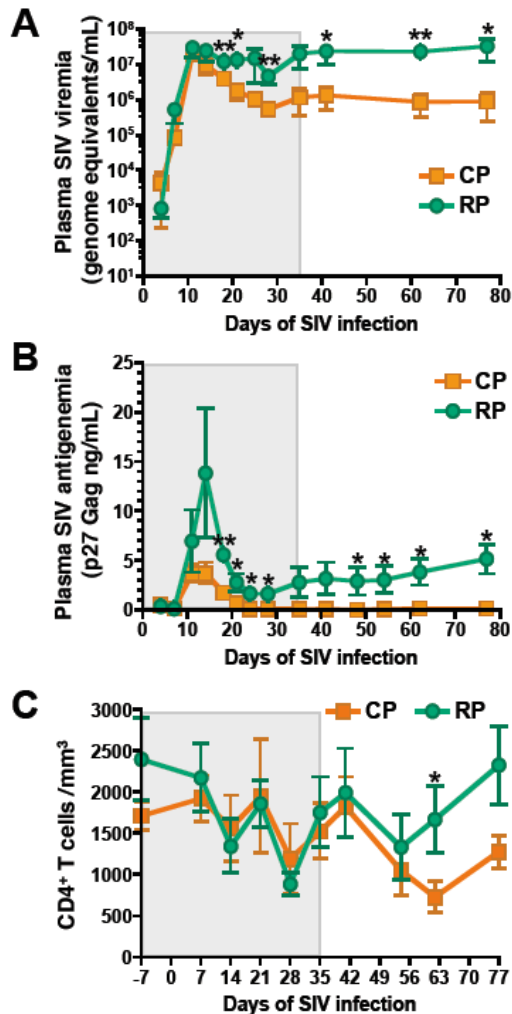 A
Plasma SIV viremia
(genome equivalents/mL)
10⁸
10⁷
10⁶
10⁵
10⁴
10³
10²
10¹
** * ** * ** *
CP
RP
0 10 20 30 40 50 60 70 80
Days of SIV infection
B
Plasma SIV antigenemia
(p27 Gag ng/mL)
25
20
15
10
5
0
** * * * * * * *
CP
RP
0 10 20 30 40 50 60 70 80
Days of SIV infection
C
CD4⁺ T cells /mm³
3000
2500
2000
1500
1000
500
0
CP RP
*
-7 0 7 14 21 28 35 42 49 56 63 70 77
Days of SIV infection